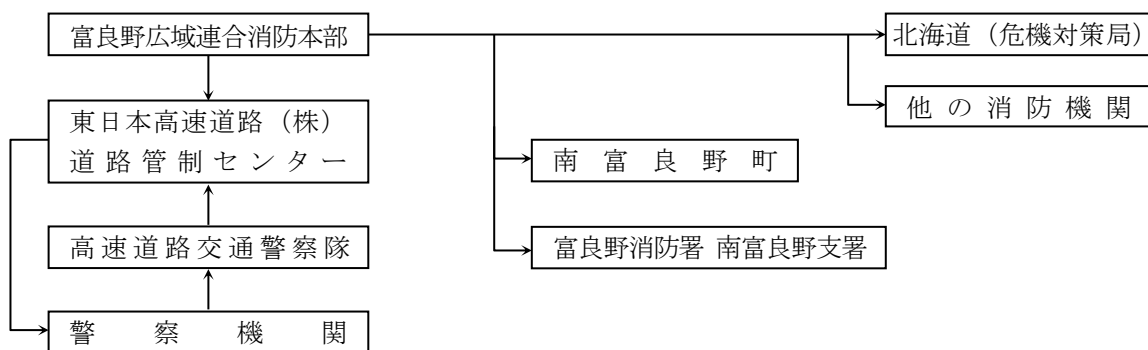 富良野広域連合消防本部
北海道（危機対策局）
東日本高速道路（株）
道路管制センター
他の消防機関
南富良野町
高速道路交通警察隊
富良野消防署 南富良野支署
警察機関